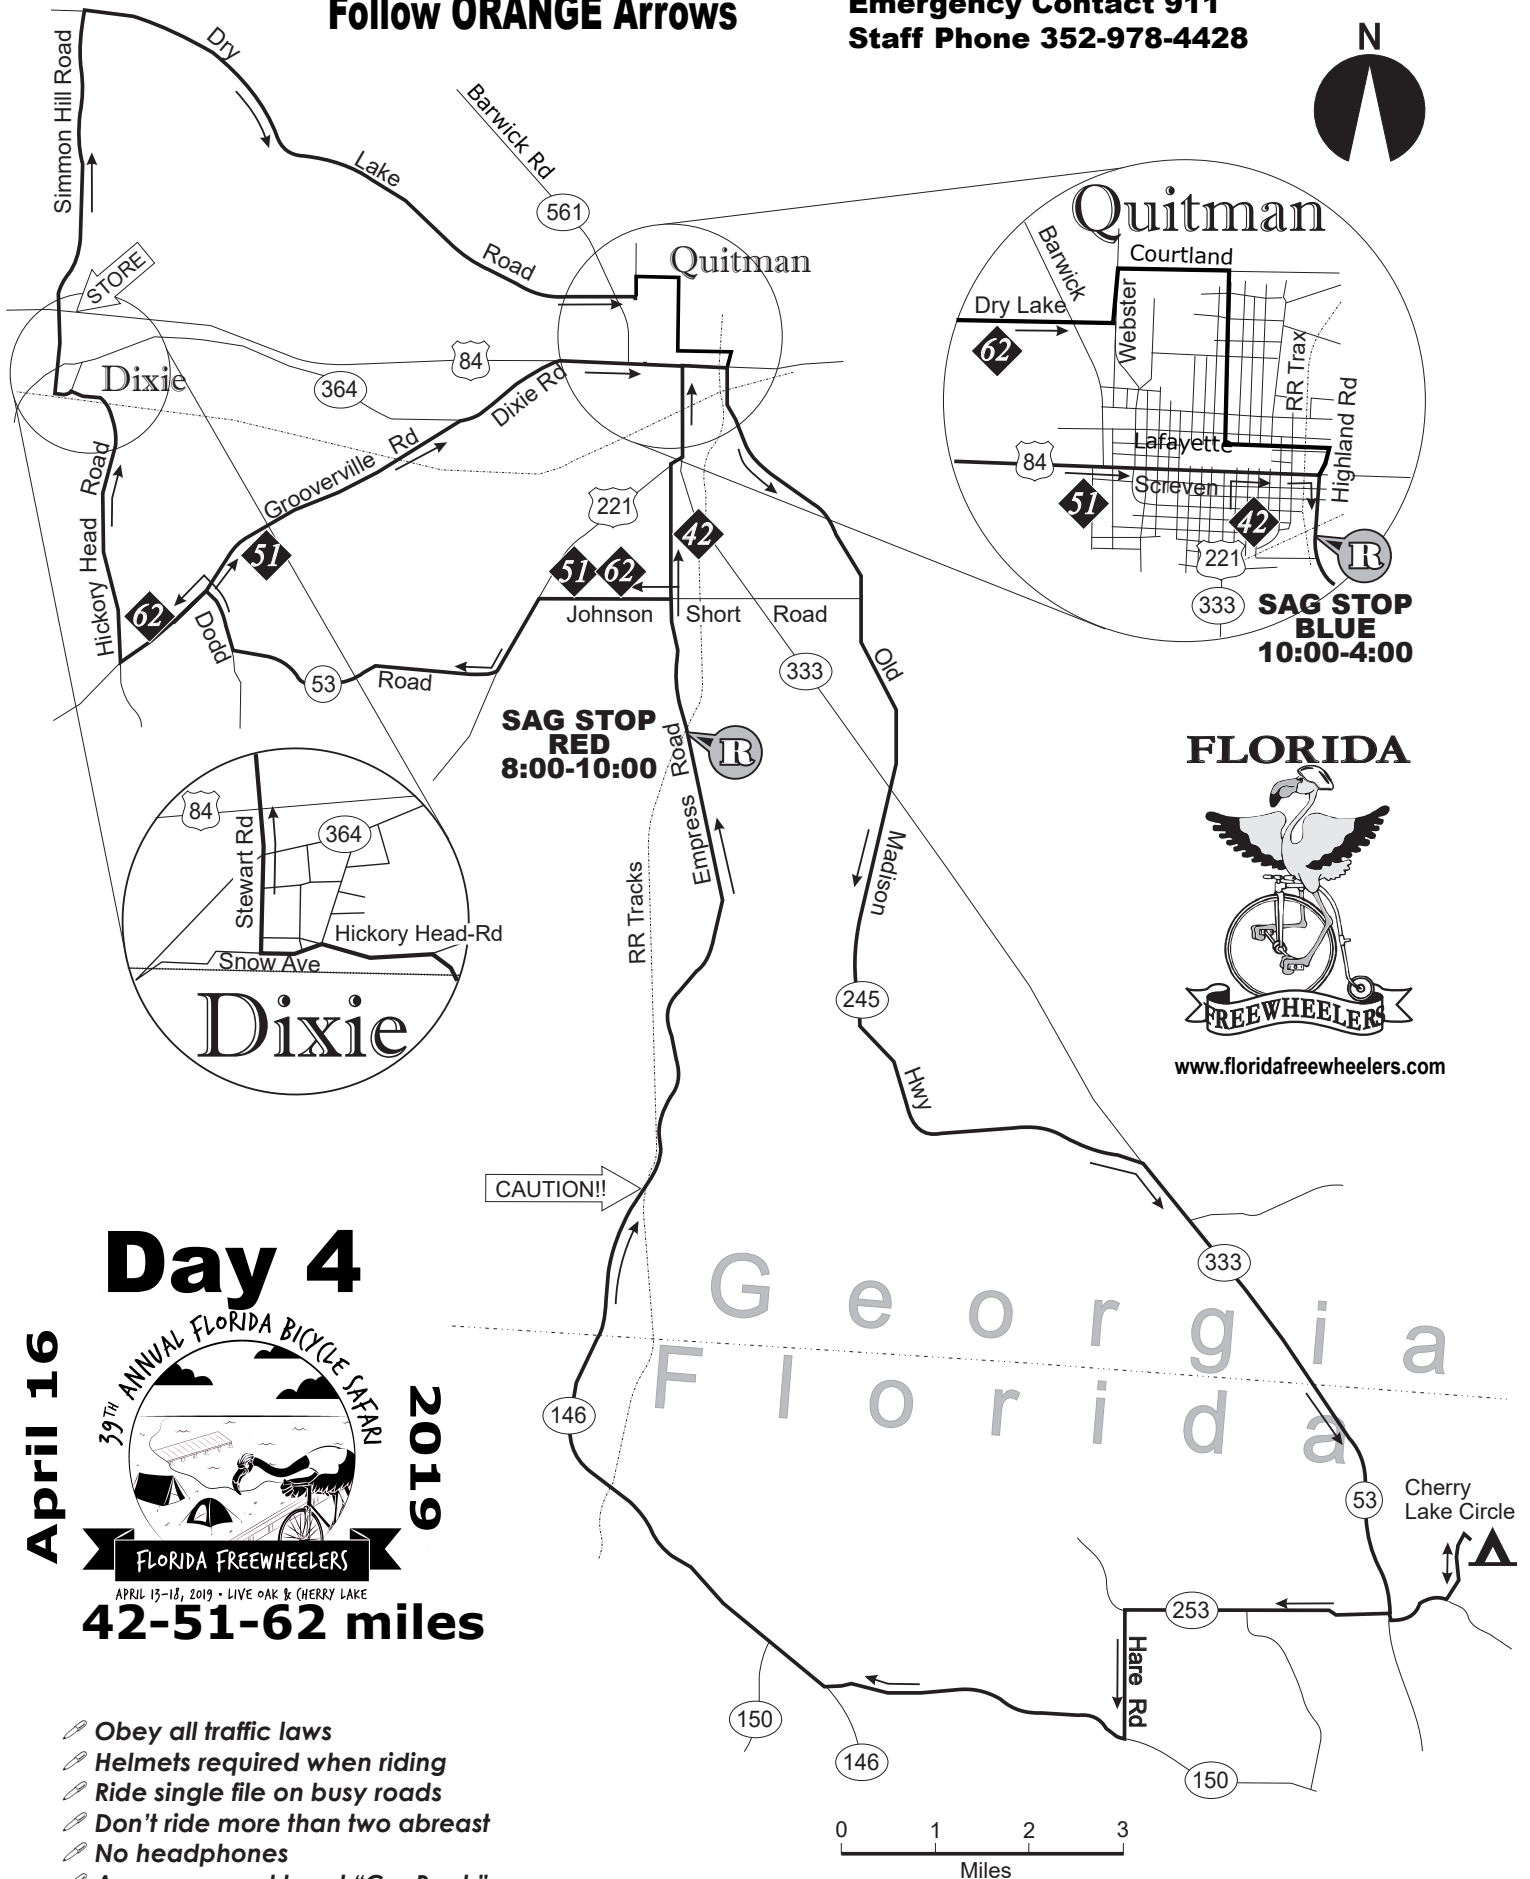 Follow ORANGE Arrows
Emergency Contact 911
Staff Phone 352-978-4428
N
Simmon Hill Road
Dry
Lake
Road
Barwick Rd
561
Quitman
STORE
Dixie
84
364
Dixie Rd
Grooverville Rd
Hickory Head Road
51
62
Dodd
53
Road
221
42
51
62
Johnson Short Road
333
Old
Madison
245
Hwy
SAG STOP
RED
8:00-10:00
R
Empress Road
RR Tracks
CAUTION!!
Quitman
Courtland
Barwick
Webster
Dry Lake
62
RR Trax
Highland Rd
Lafayette
84
Screven
51
42
221
333
R
SAG STOP
BLUE
10:00-4:00
84
364
Stewart Rd
Hickory Head-Rd
Snow Ave
Dixie
FLORIDA
FREEWHEELERS
www.floridafreewheelers.com
Georgia
Florida
333
146
53
Cherry
Lake Circle
253
Hare Rd
150
146
150
Day 4
April 16
2019
39TH ANNUAL FLORIDA BICYCLE SAFARI
FLORIDA FREEWHEELERS
APRIL 13-18, 2019 • LIVE OAK & CHERRY LAKE
42-51-62 miles
Obey all traffic laws
Helmets required when riding
Ride single file on busy roads
Don't ride more than two abreast
No headphones
0 1 2 3
Miles